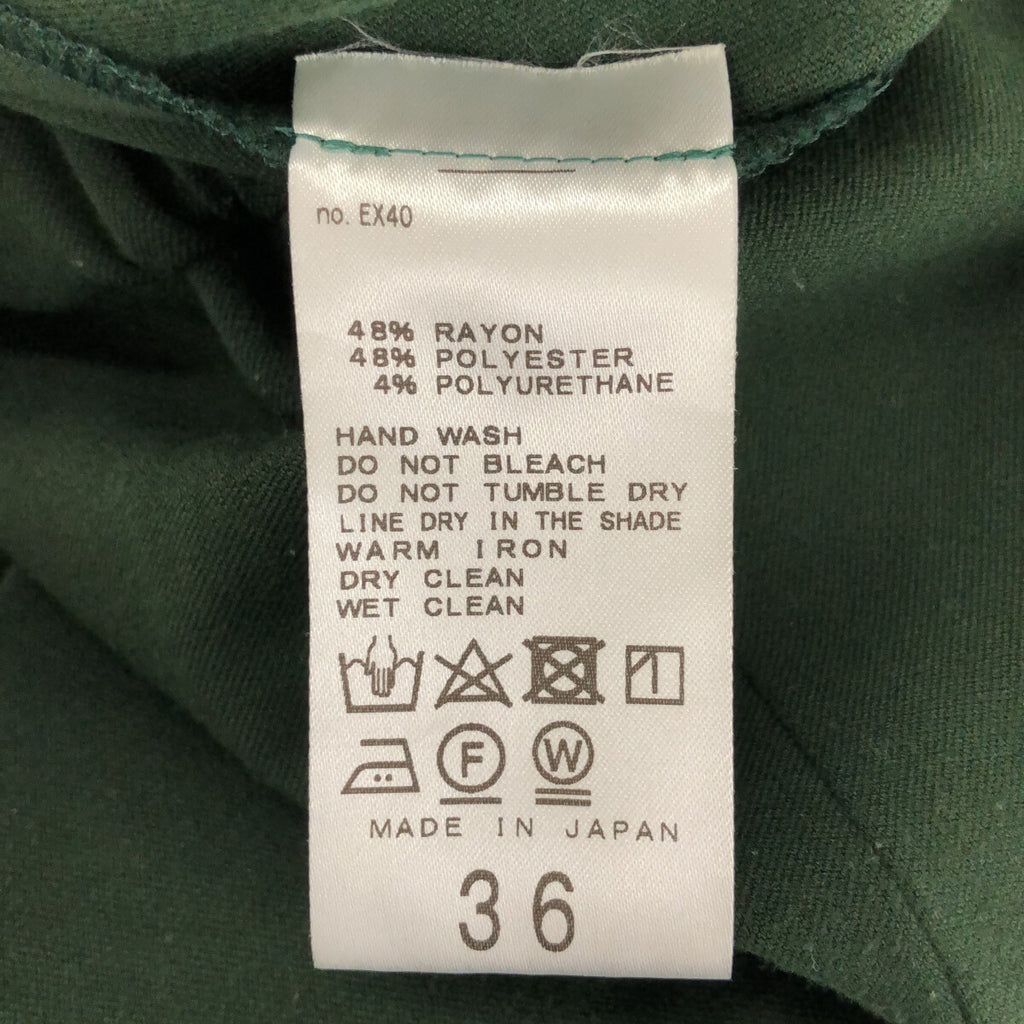 no. EX40
48% RAYON
48% POLYESTER
4% POLYURETHANE
HAND WASH
DO NOT BLEACH
DO NOT TUMBLE DRY
LINE DRY IN THE SHADE
WARM IRON
DRY CLEAN
WET CLEAN
F W
MADE IN JAPAN
36